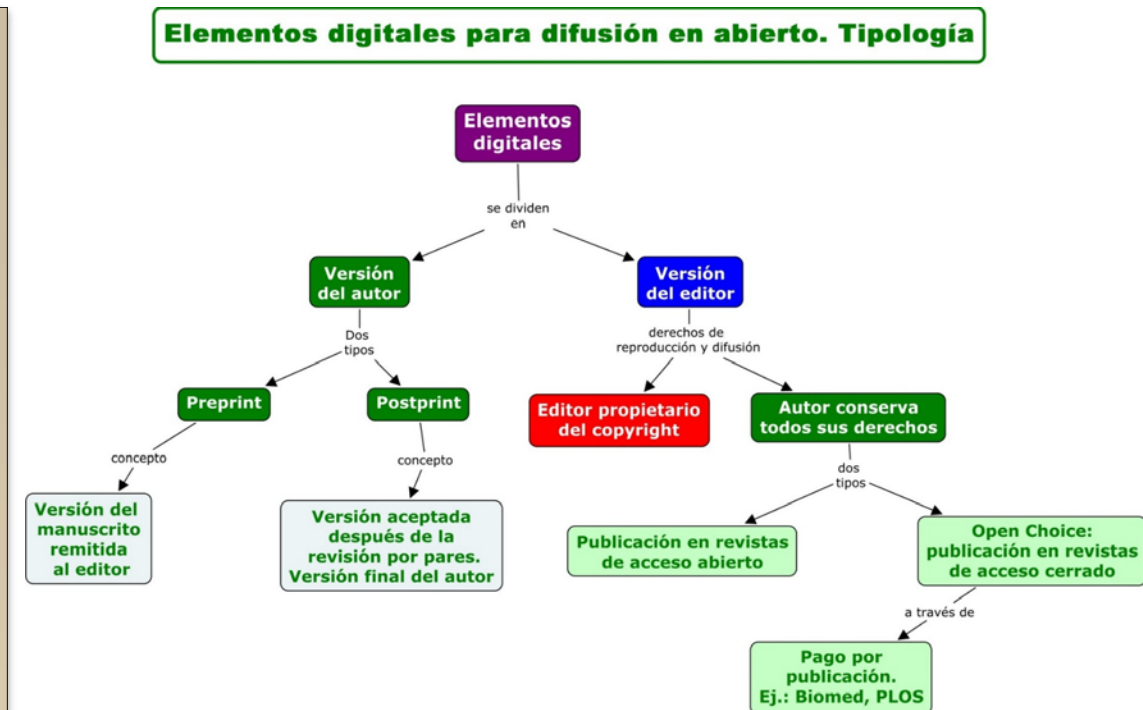 Elementos digitales para difusión en abierto. Tipología
Elementos
digitales
se dividen
en
Versión
del autor
Versión
del editor
Dos
tipos
derechos de
reproducción y difusión
Preprint
Postprint
Editor propietario
del copyright
Autor conserva
todos sus derechos
concepto
concepto
dos
tipos
Versión del
manuscrito
remitida
al editor
Versión aceptada
después de la
revisión por pares.
Versión final del autor
Publicación en revistas
de acceso abierto
Open Choice:
publicación en revistas
de acceso cerrado
a través de
Pago por
publicación.
Ej.: Biomed, PLOS